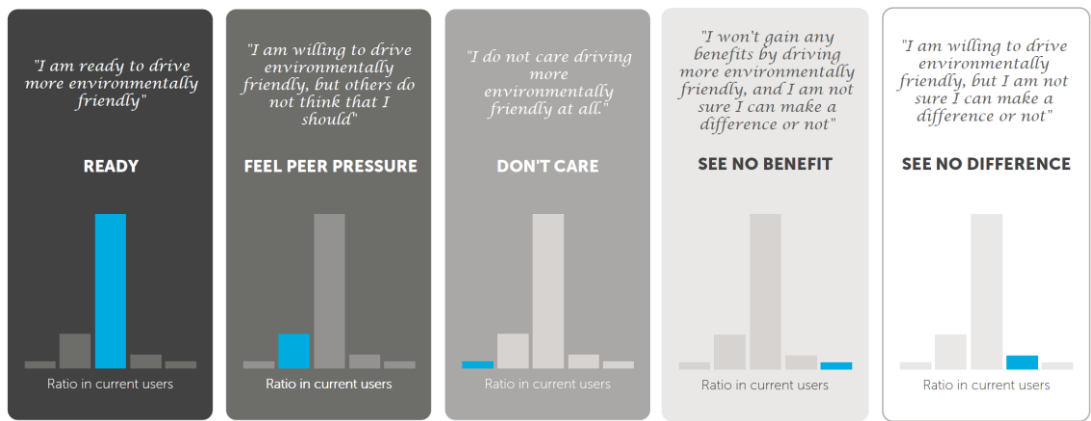 "I am ready to drive
more environmentally
friendly"
READY
Ratio in current users
"I am willing to drive
environmentally
friendly, but others do
not think that I
should"
FEEL PEER PRESSURE
Ratio in current users
"I do not care driving
more
environmentally
friendly at all."
DON'T CARE
Ratio in current users
"I won't gain any
benefits by driving
more environmentally
friendly, and I am not
sure I can make a
difference or not"
SEE NO BENEFIT
Ratio in current users
"I am willing to drive
environmentally
friendly, but I am not
sure I can make a
difference or not"
SEE NO DIFFERENCE
Ratio in current users